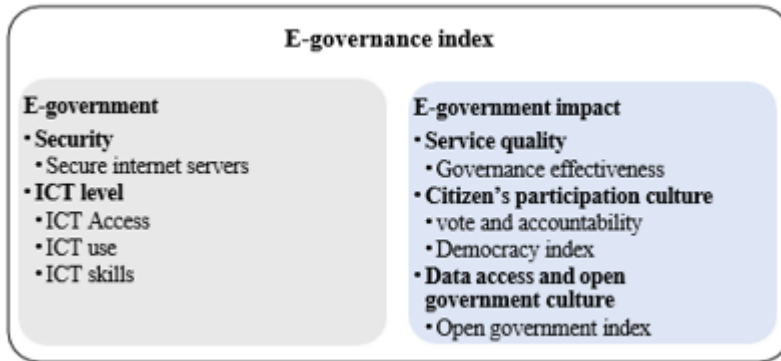 E-governance index
E-government
• Security
• Secure internet servers
• ICT level
• ICT Access
• ICT use
• ICT skills
E-government impact
• Service quality
• Governance effectiveness
• Citizen's participation culture
• vote and accountability
• Democracy index
• Data access and open
government culture
• Open government index